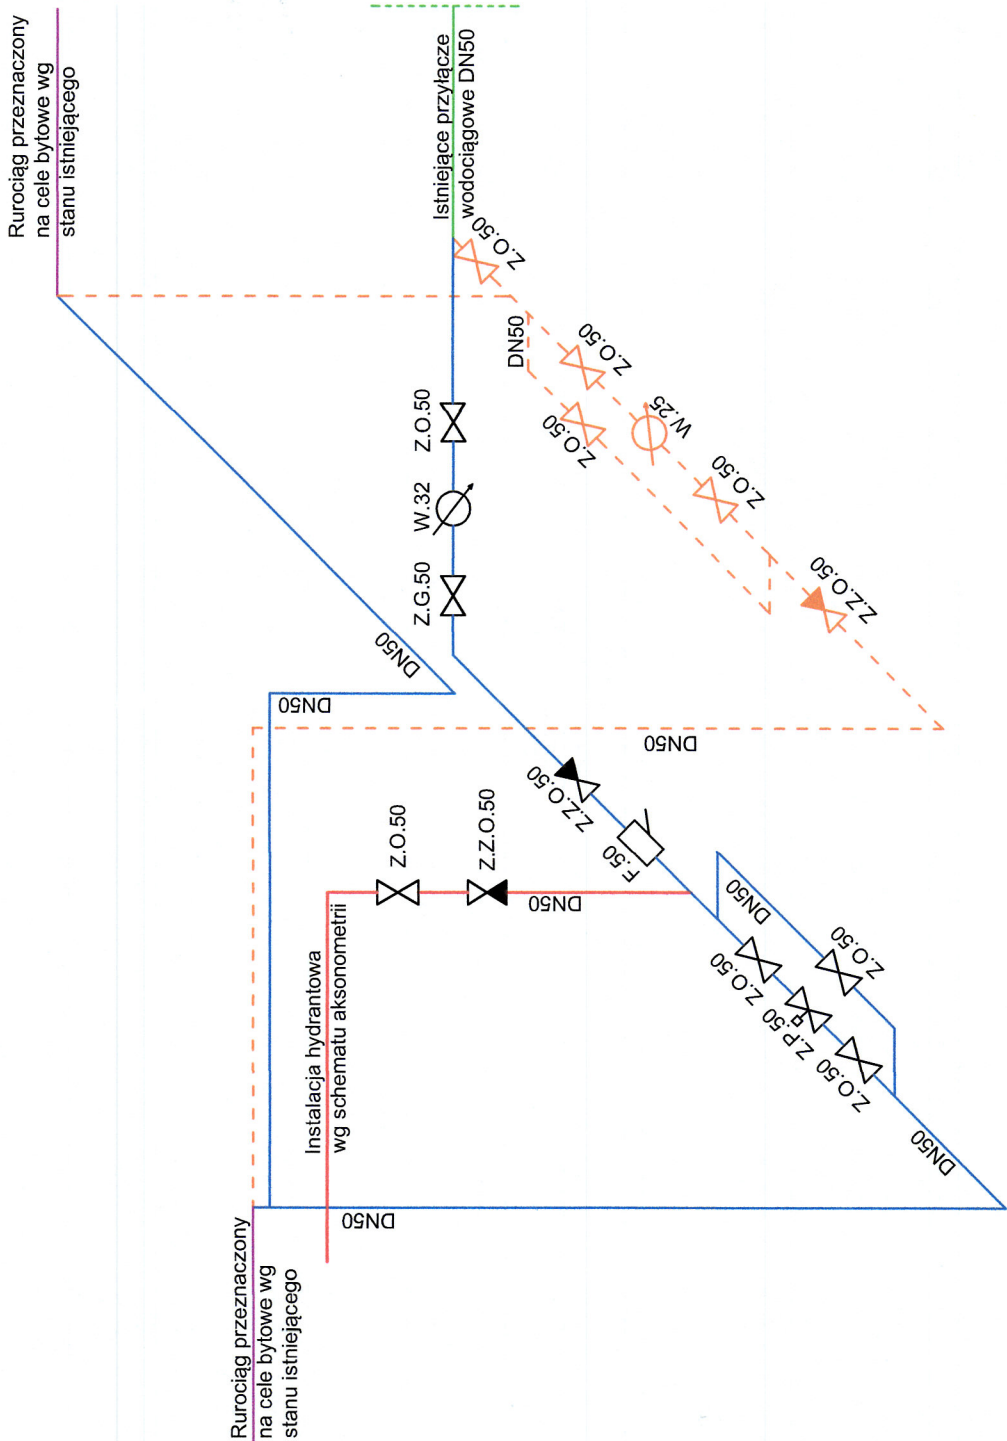 Rurociąg przeznaczony
na cele bytowe wg
stanu istniejącego
Istniejące przyłącze
wodociągowe DN50
Z.O.50
DN50
Z.O.50
Z.O.50
W.25
Z.O.50
Z.Z.O.50
Z.O.50
W.32
Z.G.50
DN50
DN50
DN50
Z.Z.O.50
F.50
Z.O.50
Z.Z.O.50
DN50
Instalacja hydrantowa
wg schematu aksonometrii
DN50
Z.O.50
Z.O.50
Z.P.50
Z.O.50
DN50
DN50
Rurociąg przeznaczony
na cele bytowe wg
stanu istniejącego